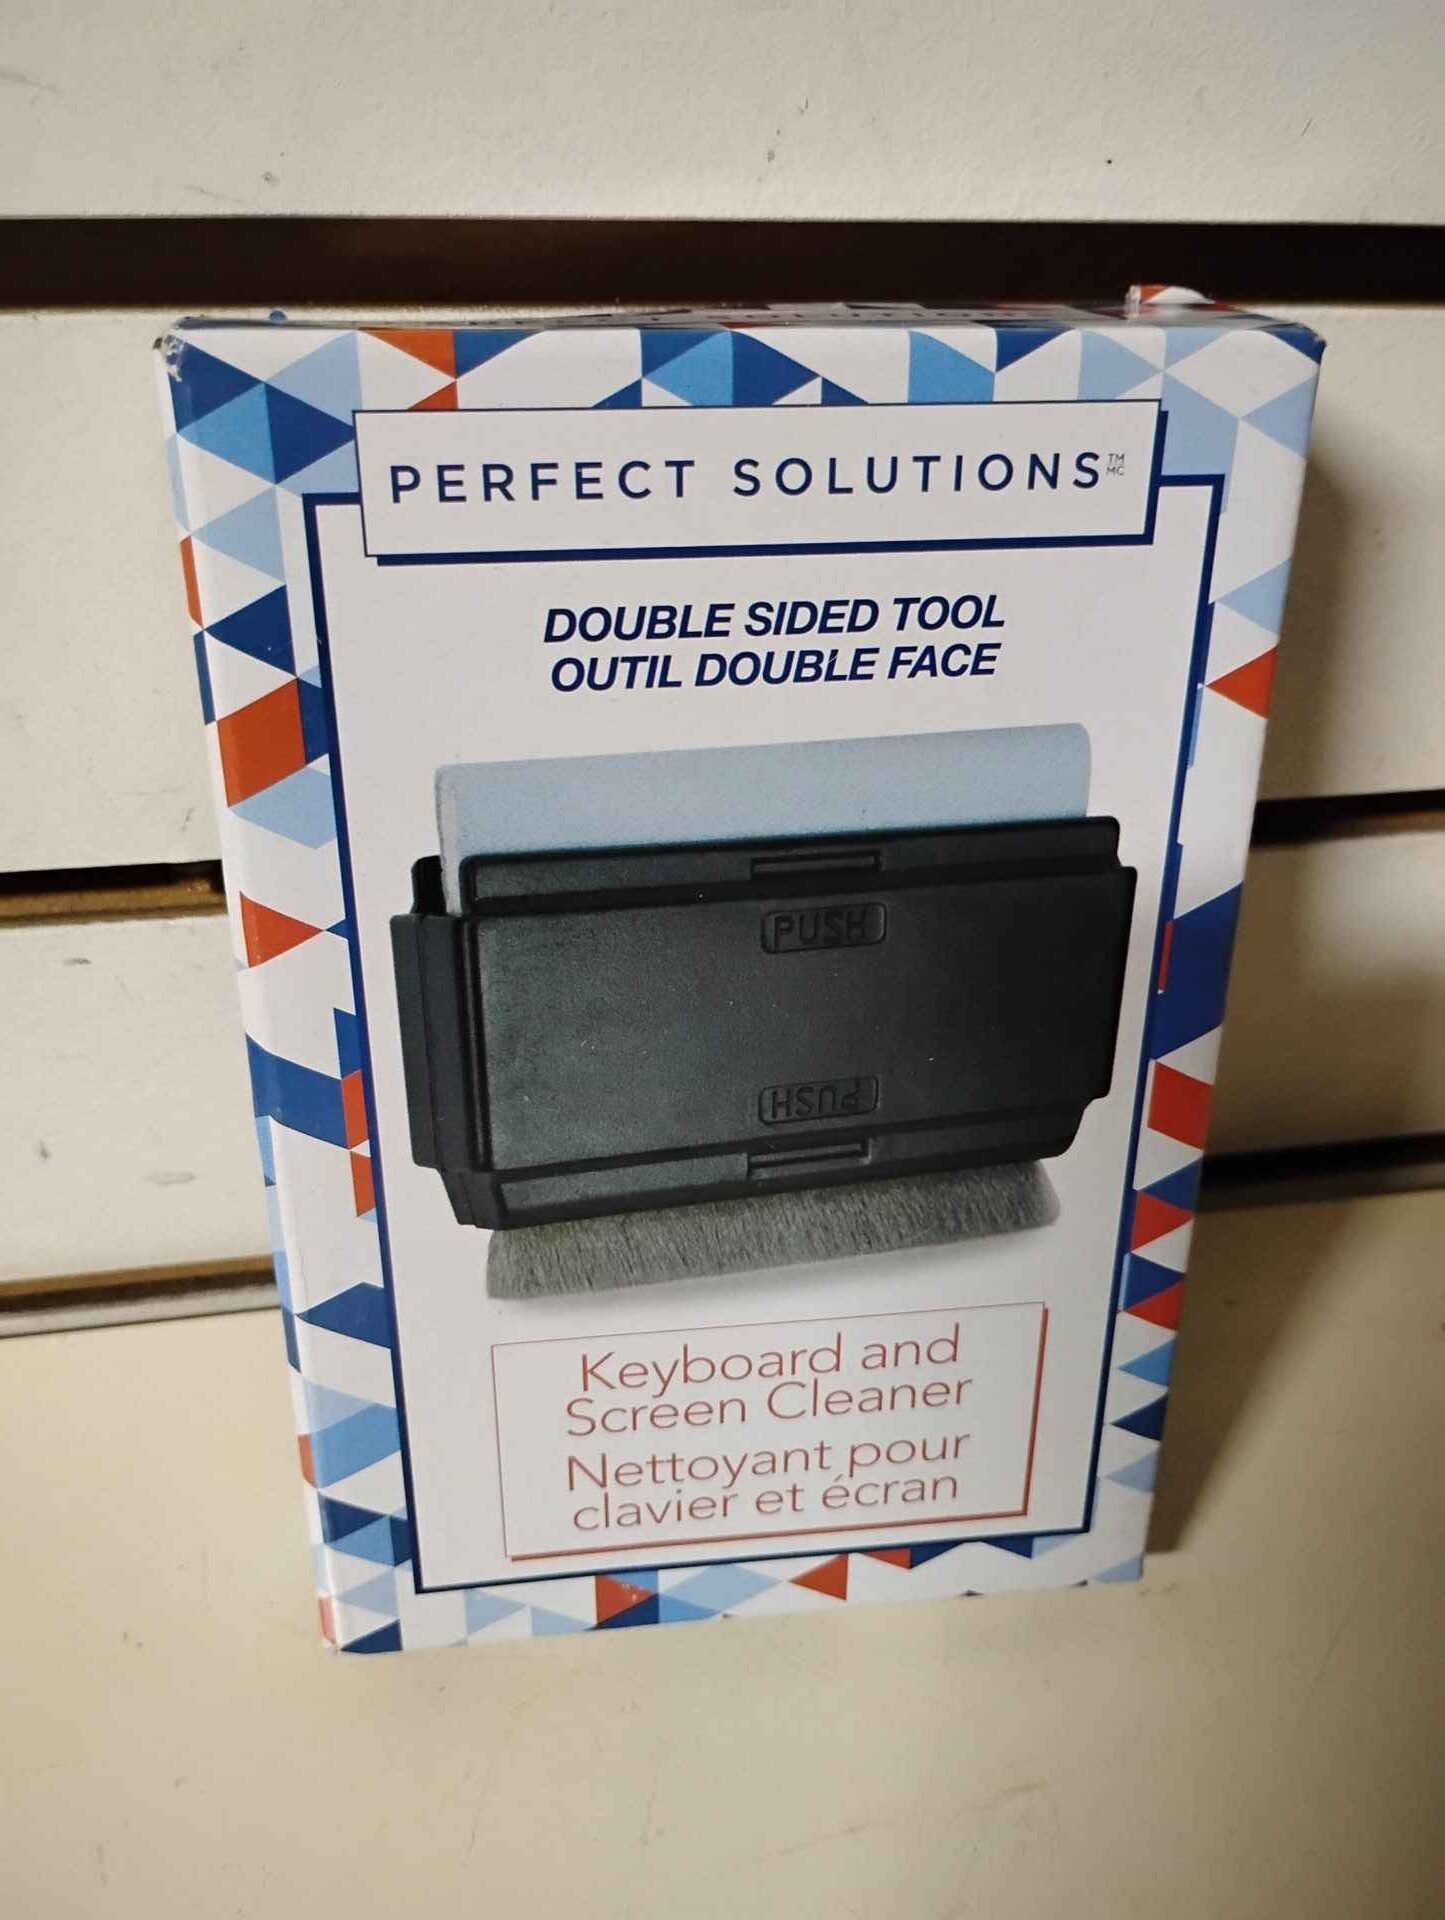 SOLUTIONS
PERFECT SOLUTIONS™ MC
DOUBLE SIDED TOOL
OUTIL DOUBLE FACE
PUSH
PUSH
Keyboard and
Screen Cleaner
Nettoyant pour
clavier et écran